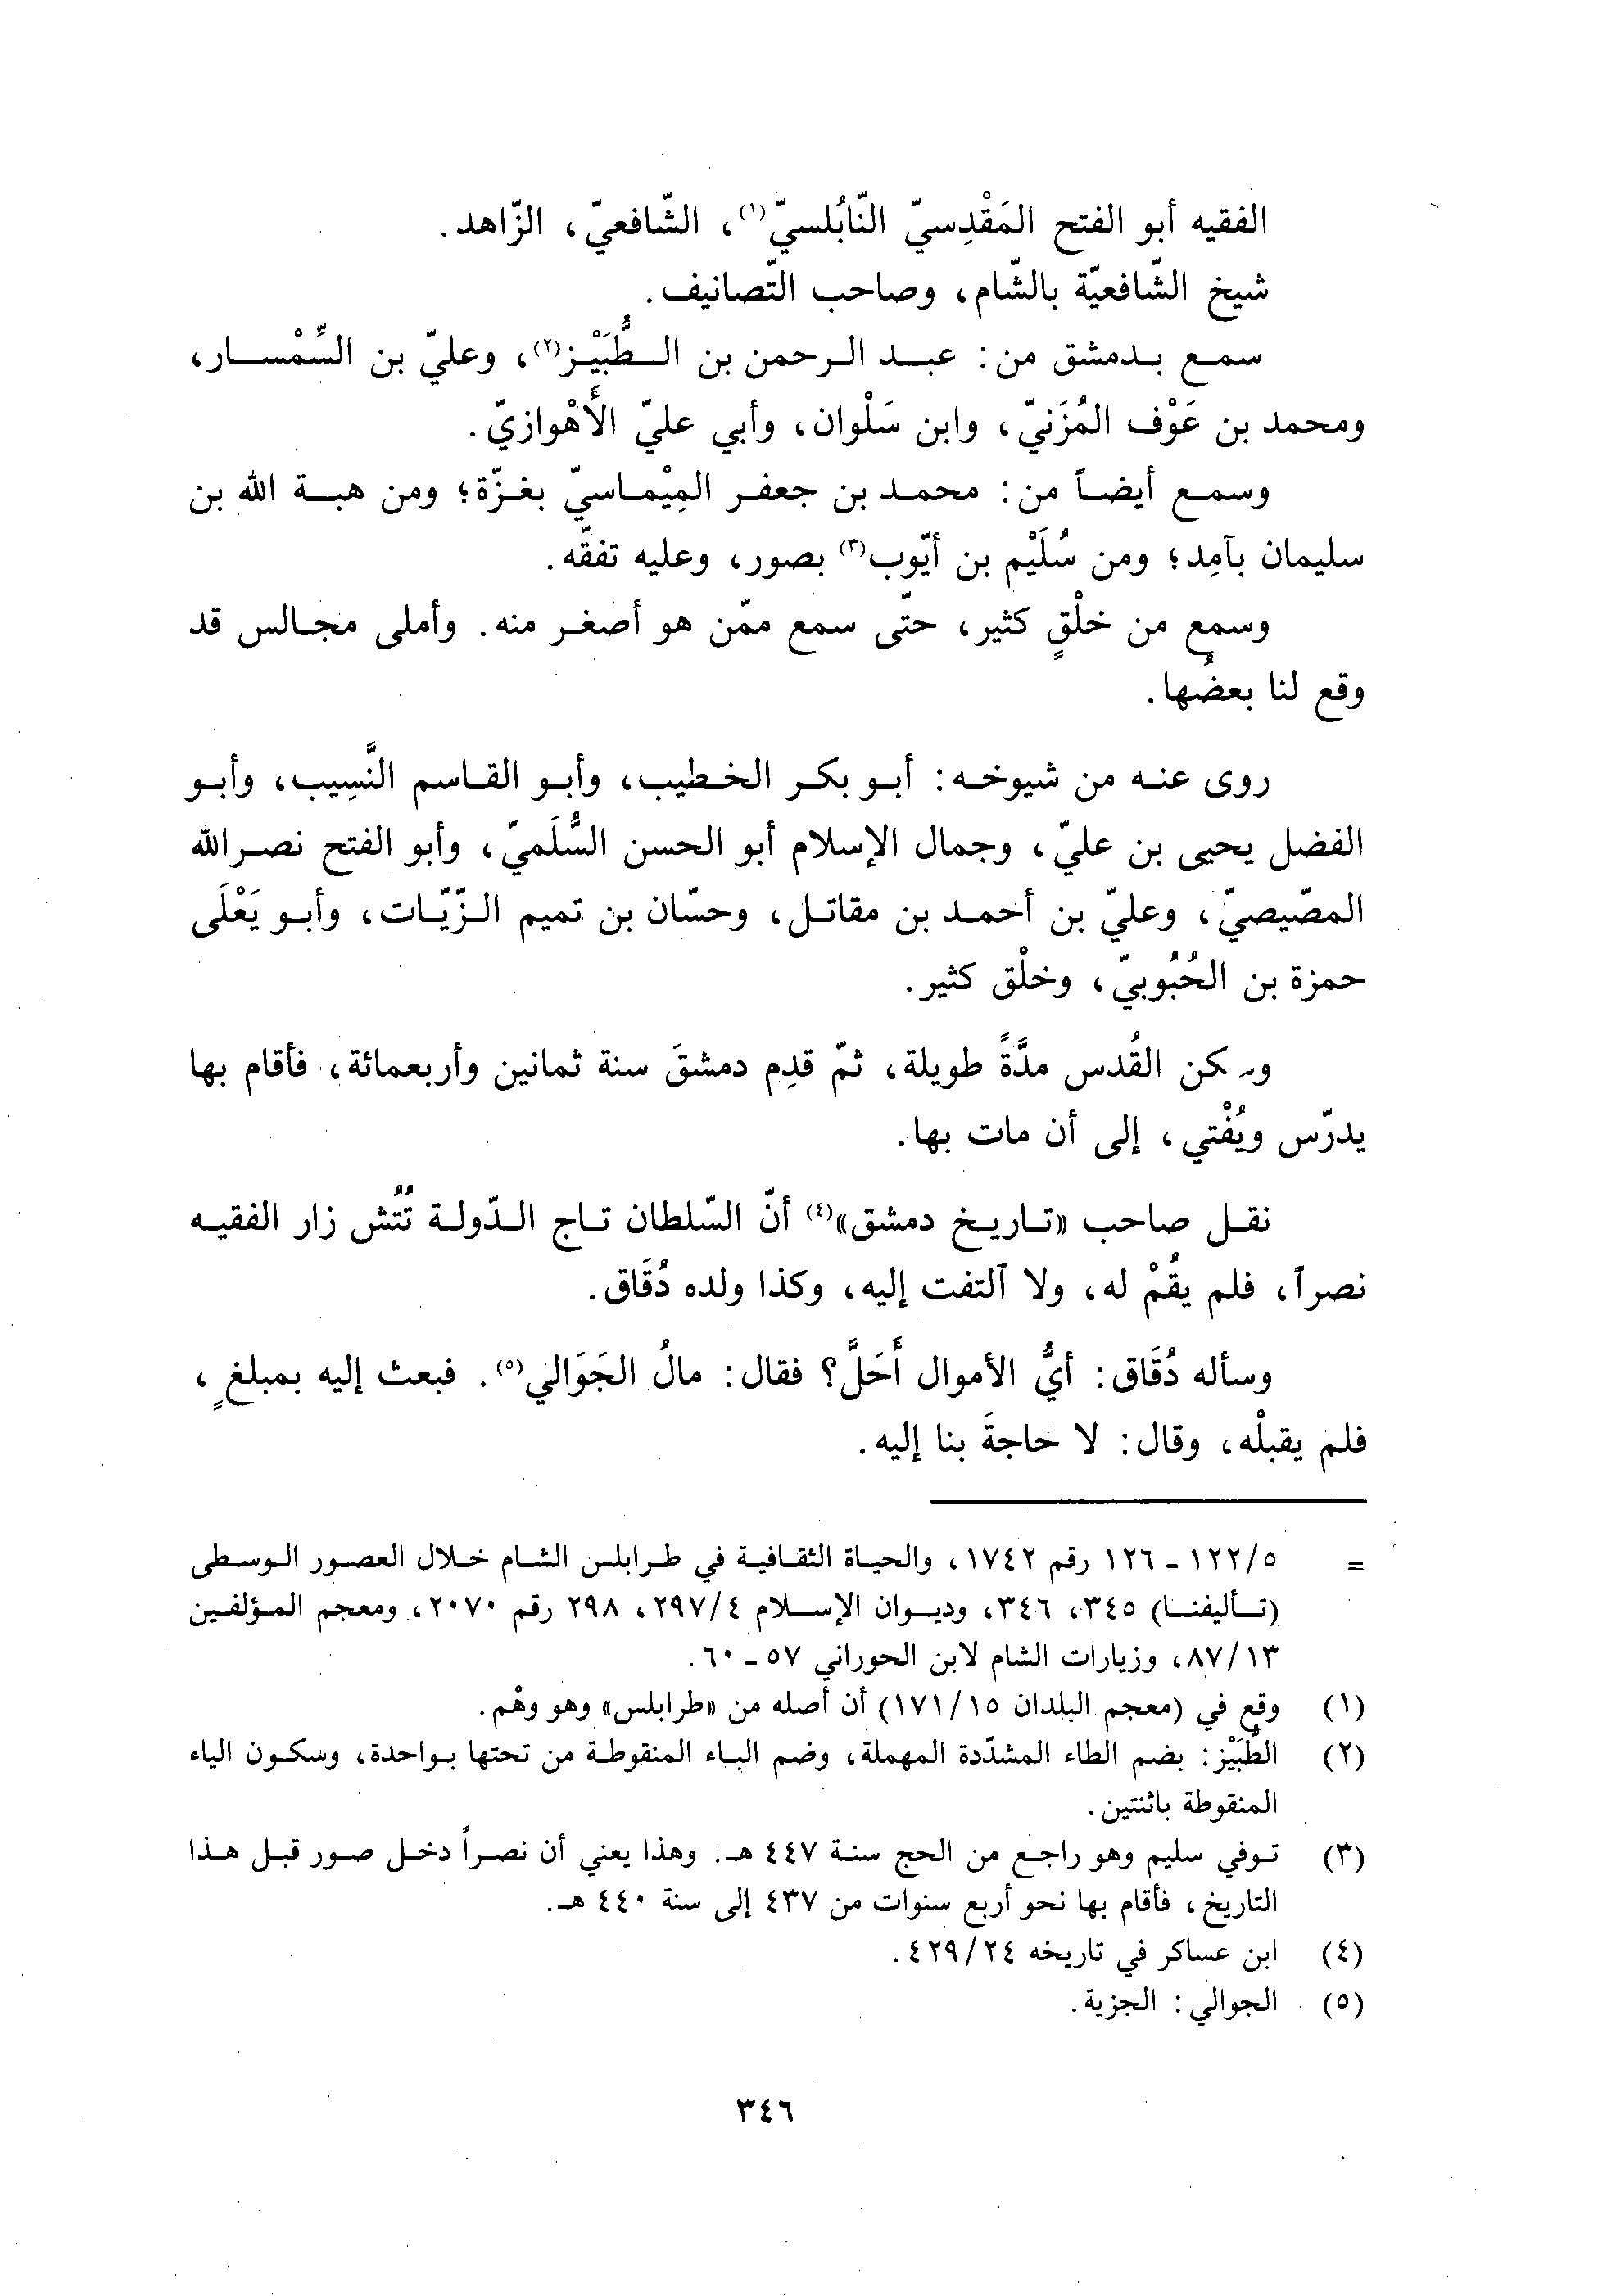 الفقيه أبو الفتح المَقْدِسيّ النّابُلسيّ(١)، الشّافعيّ، الزّاهد.
شيخ الشّافعيّة بالشّام، وصاحب التّصانيف.
سمع بدمشق من: عبد الرحمن بن الطُّبَيْز(٢)، وعليّ بن السِّمْسار،
ومحمد بن عَوْف المُزَنيّ، وابن سَلْوان، وأبي عليّ الأَهْوازيّ.
وسمع أيضاً من: محمد بن جعفر المِيْماسيّ بغزّة؛ ومن هبة الله بن
سليمان بآمِد؛ ومن سُلَيْم بن أيّوب(٣) بصور، وعليه تفقّه.
وسمع من خلْقٍ كثير، حتّى سمع ممّن هو أصغر منه. وأملى مجالس قد
وقع لنا بعضُها.
روى عنه من شيوخه: أبو بكر الخطيب، وأبو القاسم النَّسِيب، وأبو
الفضل يحيى بن عليّ، وجمال الإسلام أبو الحسن السُّلَميّ، وأبو الفتح نصرالله
المصّيصيّ، وعليّ بن أحمد بن مقاتل، وحسّان بن تميم الزّيّات، وأبو يَعْلَى
حمزة بن الحُبُوبيّ، وخلْق كثير.
وسكن القُدس مدَّةً طويلة، ثمّ قدِم دمشقَ سنة ثمانين وأربعمائة، فأقام بها
يدرّس ويُفْتي، إلى أن مات بها.
نقل صاحب «تاريخ دمشق»(٤) أنّ السّلطان تاج الدّولة تُتُش زار الفقيه
نصراً، فلم يقُمْ له، ولا ٱلتفت إليه، وكذا ولده دُقَاق.
وسأله دُقَاق: أيُّ الأموال أَحَلَّ؟ فقال: مالُ الجَوَالي(٥). فبعث إليه بمبلغٍ،
فلم يقبلْه، وقال: لا حاجةَ بنا إليه.
= ١٢٢/٥ - ١٢٦ رقم ١٧٤٢، والحياة الثقافية في طرابلس الشام خلال العصور الوسطى
(تأليفنا) ٣٤٥، ٣٤٦، وديوان الإسلام ٢٩٧/٤، ٢٩٨ رقم ٢٠٧٠، ومعجم المؤلفين
٨٧/١٣، وزيارات الشام لابن الحوراني ٥٧ - ٦٠.
(١) وقع في (معجم البلدان ١٧١/١٥) أن أصله من «طرابلس» وهو وهْم.
(٢) الطُّبَيْز: بضم الطاء المشدّدة المهملة، وضم الباء المنقوطة من تحتها بواحدة، وسكون الياء
المنقوطة باثنتين.
(٣) توفي سليم وهو راجع من الحج سنة ٤٤٧ هـ. وهذا يعني أن نصراً دخل صور قبل هذا
التاريخ، فأقام بها نحو أربع سنوات من ٤٣٧ إلى سنة ٤٤٠ هـ.
(٤) ابن عساكر في تاريخه ٤٢٩/٢٤.
(٥) الجوالي: الجزية.
٣٤٦